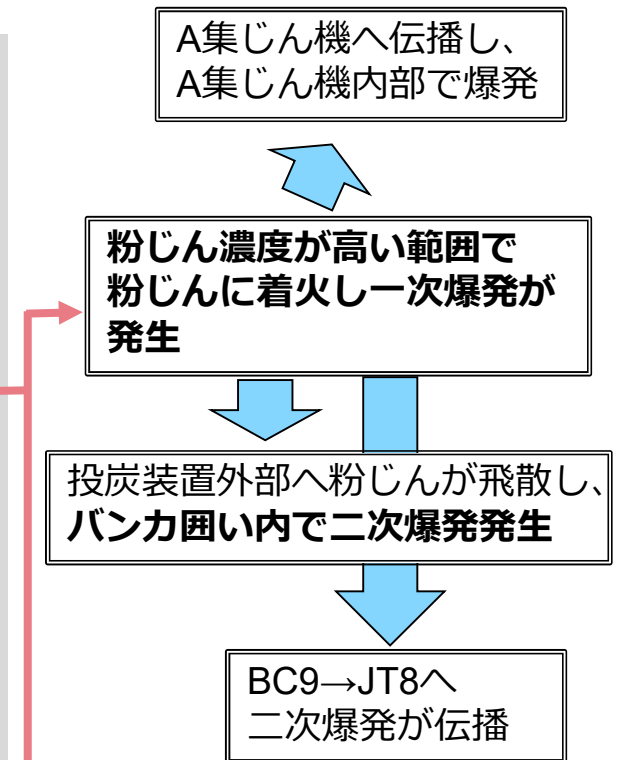 A集じん機へ伝播し、
A集じん機内部で爆発
粉じん濃度が高い範囲で
粉じんに着火し一次爆発が
発生
投炭装置外部へ粉じんが飛散し、
バンカ囲い内で二次爆発発生
BC9→JT8へ
二次爆発が伝播